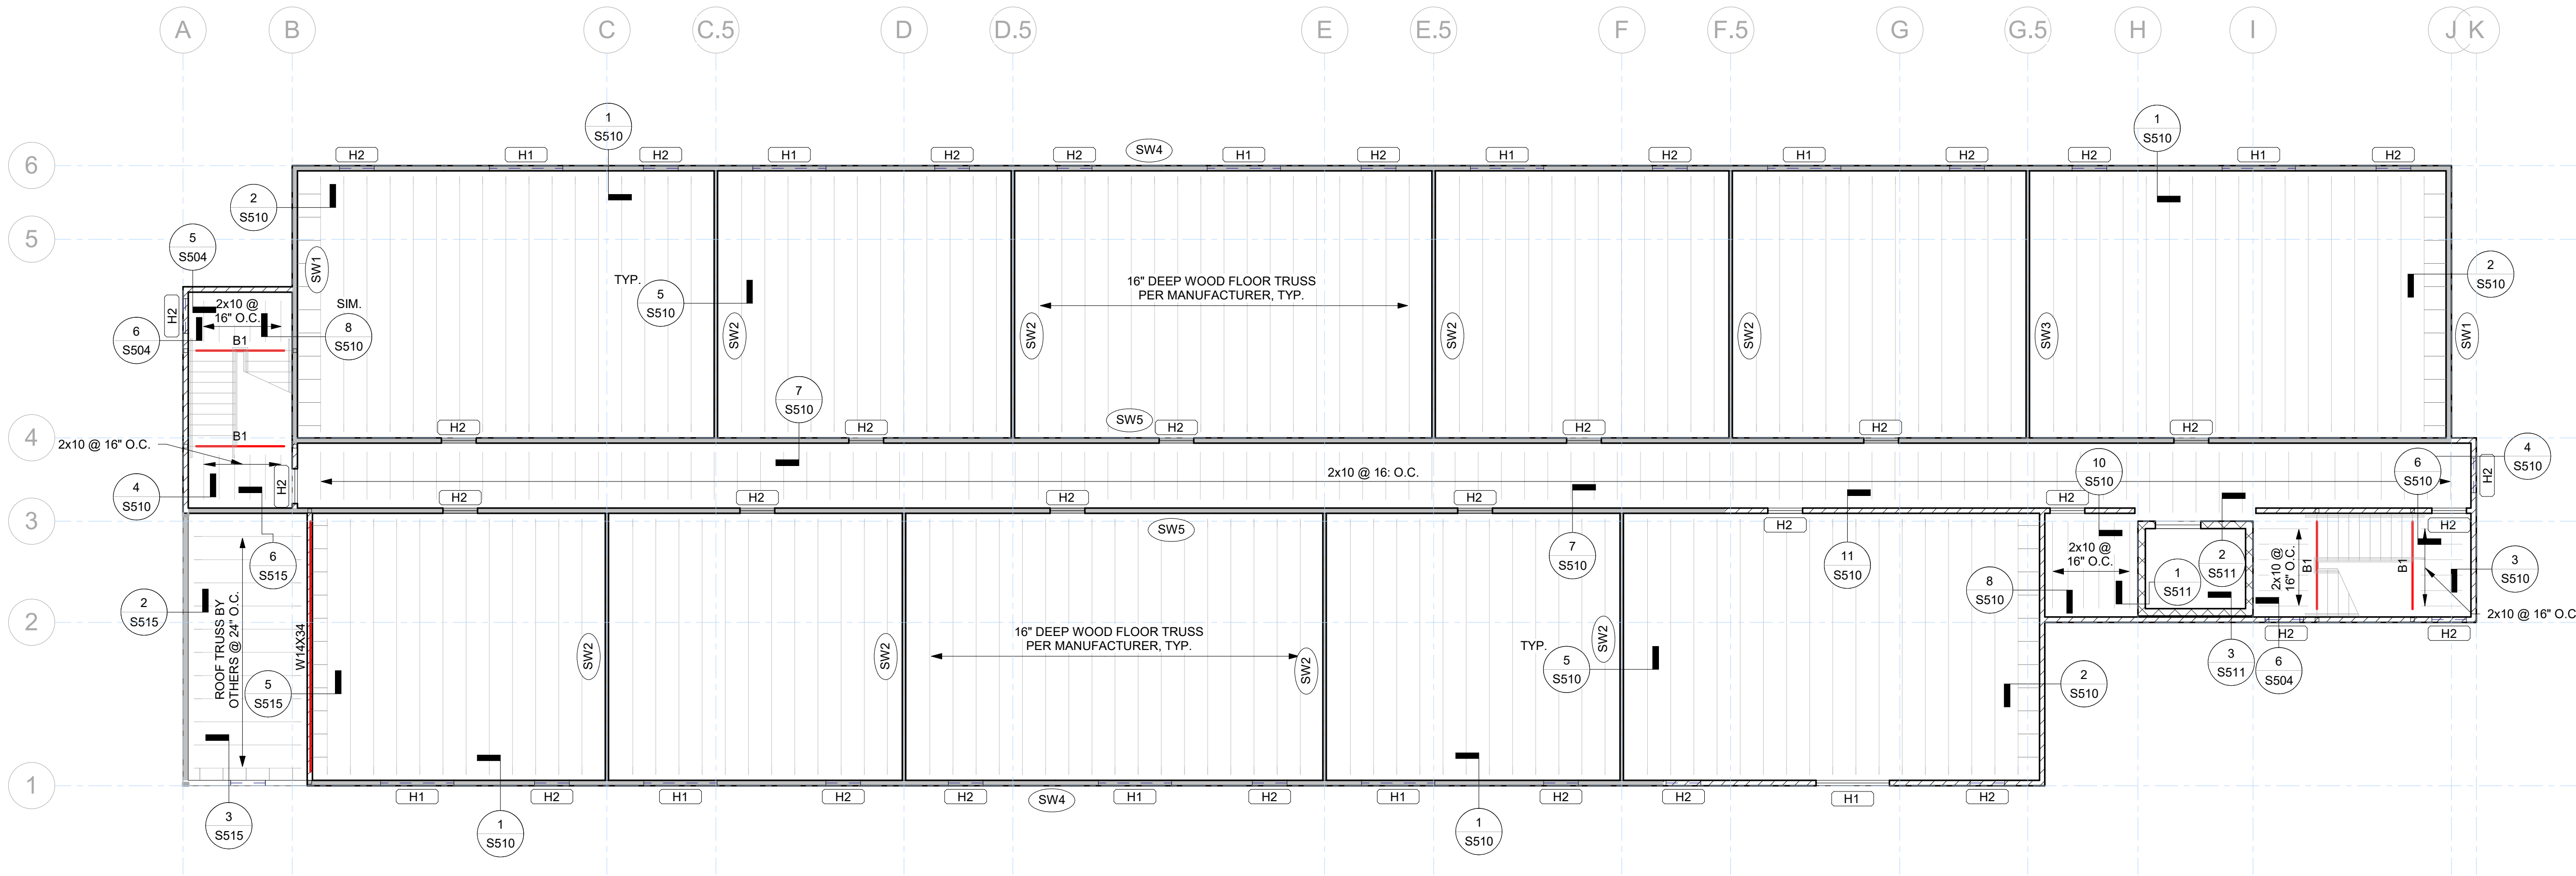 A
B
C
C.5
D
D.5
E
E.5
F
F.5
G
G.5
H
I
J
K
1
S510
1
S510
6
H2
H1
H2
H1
H2
H2
SW4
H1
H2
H1
H2
H1
H2
H2
H1
H2
2
S510
5
5
S504
SW1
TYP.
5
S510
16" DEEP WOOD FLOOR TRUSS
PER MANUFACTURER, TYP.
2
S510
H2
2x10 @
16" O.C.
SIM.
8
S510
6
S504
B1
SW2
SW2
SW2
SW2
SW3
SW1
7
S510
4
2x10 @ 16" O.C.
B1
H2
H2
SW5
H2
H2
H2
H2
4
S510
H2
2x10 @ 16: O.C.
10
S510
6
S510
4
S510
H2
H2
H2
H2
H2
H2
3
SW5
H2
H2
6
S515
7
S510
11
S510
2x10 @
16" O.C.
1
S511
2
S511
2x10 @
16" O.C.
B1
B1
3
S510
8
S510
2
S515
2
ROOF TRUSS BY
OTHERS @ 24" O.C.
W14X34
SW2
SW2
16" DEEP WOOD FLOOR TRUSS
PER MANUFACTURER, TYP.
SW2
TYP.
5
S510
SW2
H2
H2
2x10 @ 16" O.C
5
S515
2
S510
3
S511
6
S504
1
H1
H2
H1
H2
H2
SW4
H1
H2
H1
H2
H2
H1
H2
3
S515
1
S510
1
S510